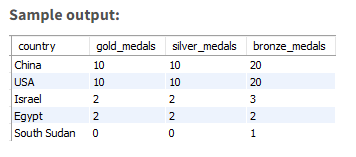 Sample output:
country gold_medals silver_medals bronze_medals
China 10 10 20
USA 10 10 20
Israel 2 2 3
Egypt 2 2 2
South Sudan 0 0 1